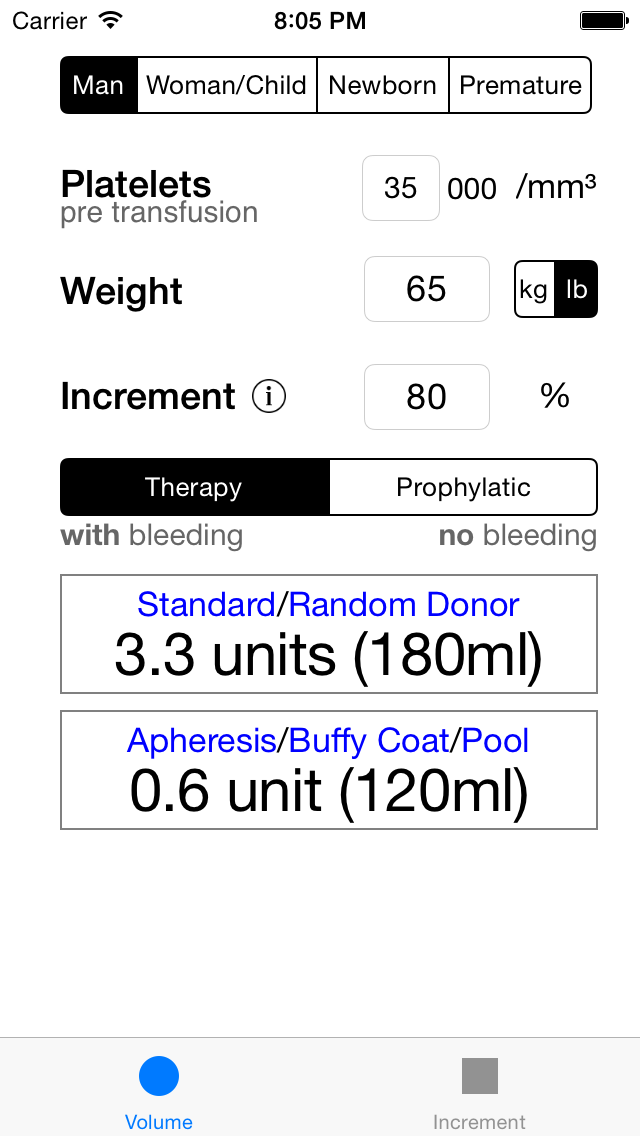 Carrier 8:05 PM
Man Woman/Child Newborn Premature
Platelets 35 000 /mm³
pre transfusion
Weight 65 kg lb
Increment i 80 %
Therapy Prophylatic
with bleeding no bleeding
Standard/Random Donor
3.3 units (180ml)
Apheresis/Buffy Coat/Pool
0.6 unit (120ml)
Volume Increment